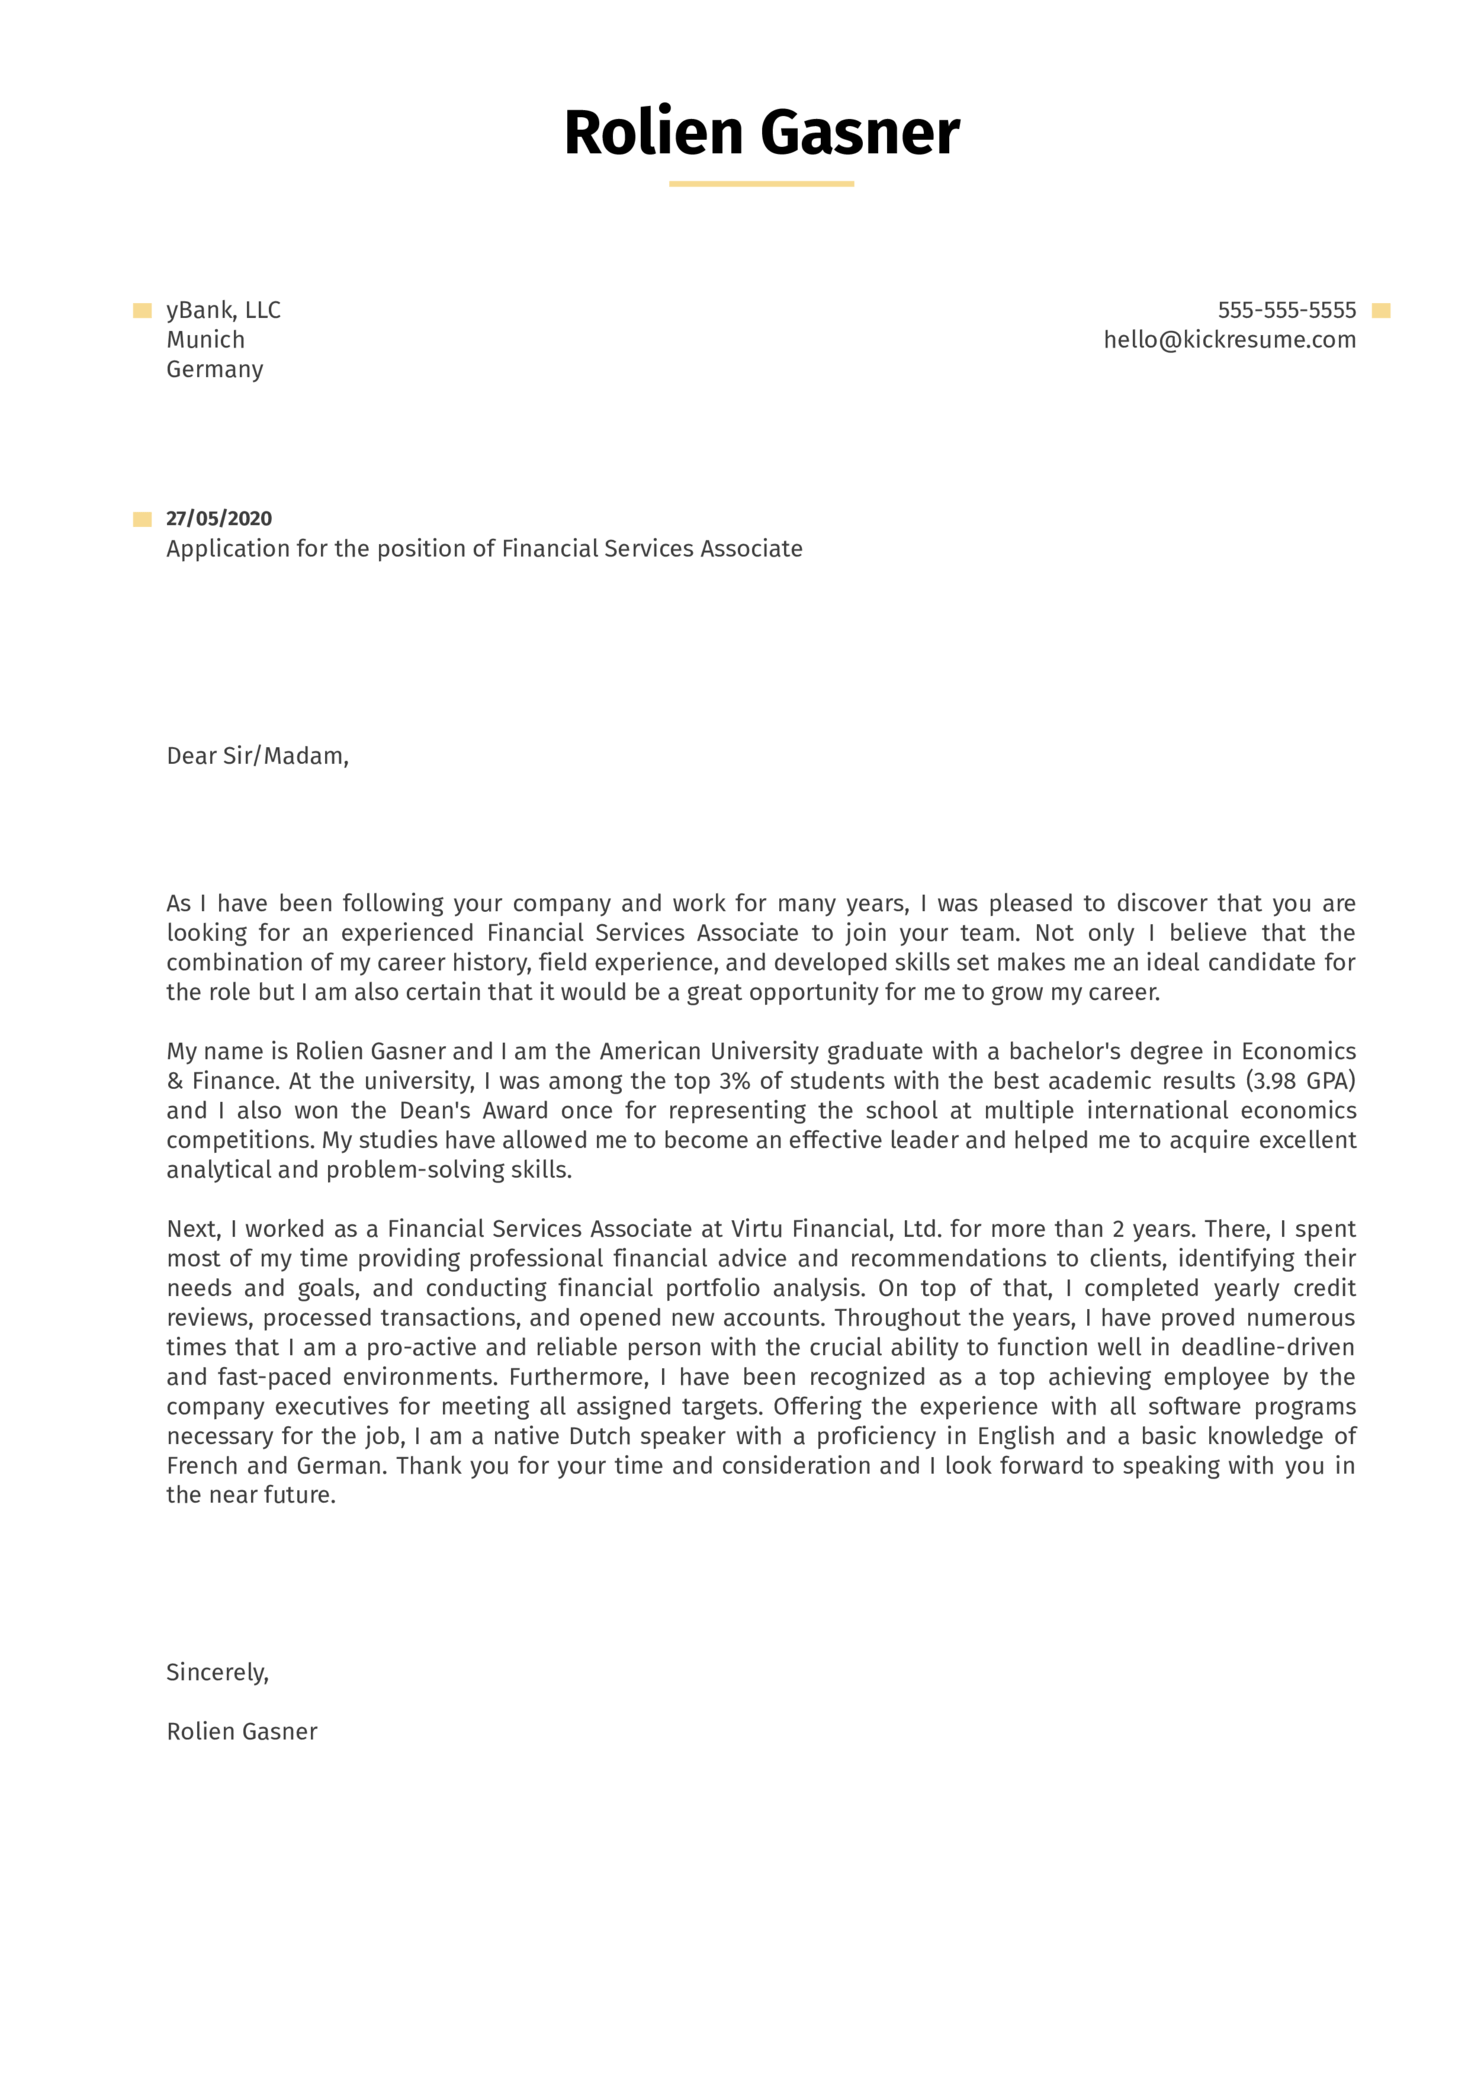 Rolien Gasner
yBank, LLC
Munich
Germany
555-555-5555
hello@kickresume.com
27/05/2020
Application for the position of Financial Services Associate
Dear Sir/Madam,
As I have been following your company and work for many years, I was pleased to discover that you are
looking for an experienced Financial Services Associate to join your team. Not only I believe that the
combination of my career history, field experience, and developed skills set makes me an ideal candidate for
the role but I am also certain that it would be a great opportunity for me to grow my career.
My name is Rolien Gasner and I am the American University graduate with a bachelor's degree in Economics
& Finance. At the university, I was among the top 3% of students with the best academic results (3.98 GPA)
and I also won the Dean's Award once for representing the school at multiple international economics
competitions. My studies have allowed me to become an effective leader and helped me to acquire excellent
analytical and problem-solving skills.
Next, I worked as a Financial Services Associate at Virtu Financial, Ltd. for more than 2 years. There, I spent
most of my time providing professional financial advice and recommendations to clients, identifying their
needs and goals, and conducting financial portfolio analysis. On top of that, I completed yearly credit
reviews, processed transactions, and opened new accounts. Throughout the years, I have proved numerous
times that I am a pro-active and reliable person with the crucial ability to function well in deadline-driven
and fast-paced environments. Furthermore, I have been recognized as a top achieving employee by the
company executives for meeting all assigned targets. Offering the experience with all software programs
necessary for the job, I am a native Dutch speaker with a proficiency in English and a basic knowledge of
French and German. Thank you for your time and consideration and I look forward to speaking with you in
the near future.
Sincerely,
Rolien Gasner